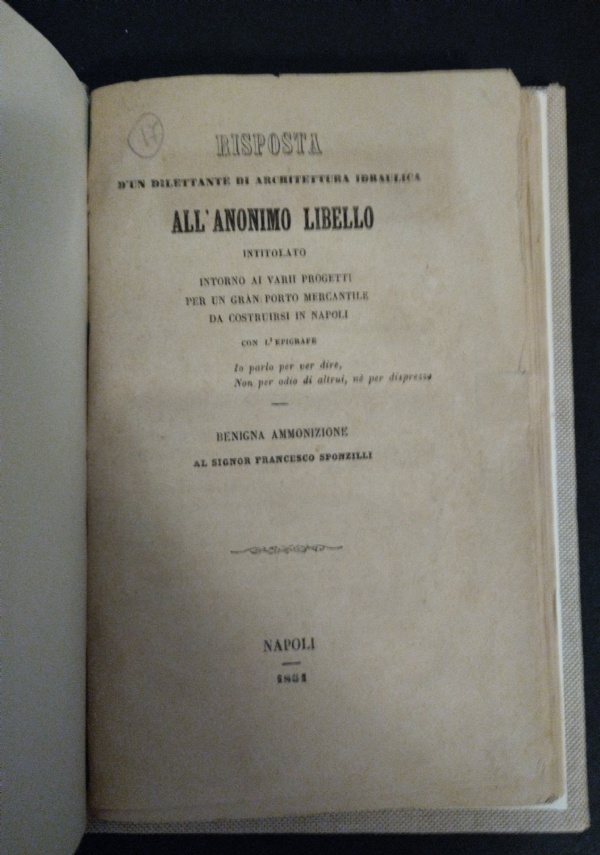 17
RISPOSTA
D'UN DILETTANTE DI ARCHITETTURA IDRAULICA
ALL'ANONIMO LIBELLO
INTITOLATO
INTORNO AI VARII PROGETTI
PER UN GRAN PORTO MERCANTILE
DA COSTRUIRSI IN NAPOLI
CON L'EPIGRAFE
Io parlo per ver dire,
Non per odio di altrui, né per disprezzo
BENIGNA AMMONIZIONE
AL SIGNOR FRANCESCO SPONZILLI
NAPOLI
1851